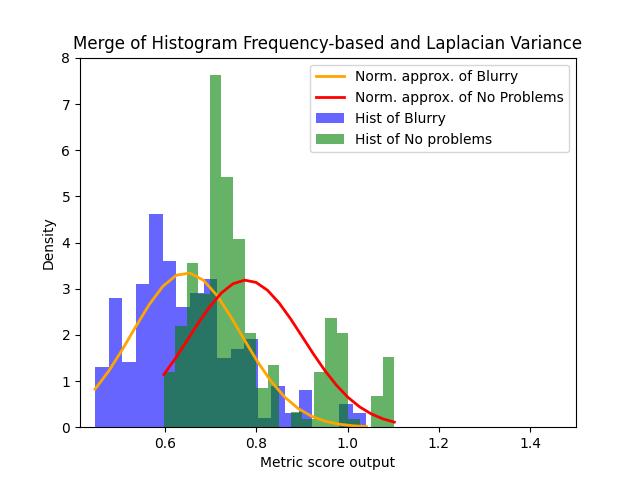 Merge of Histogram Frequency-based and Laplacian Variance
Norm. approx. of Blurry
Norm. approx. of No Problems
Hist of Blurry
Hist of No problems
Density
8
7
6
5
4
3
2
1
0
0.6 0.8 1.0 1.2 1.4
Metric score output